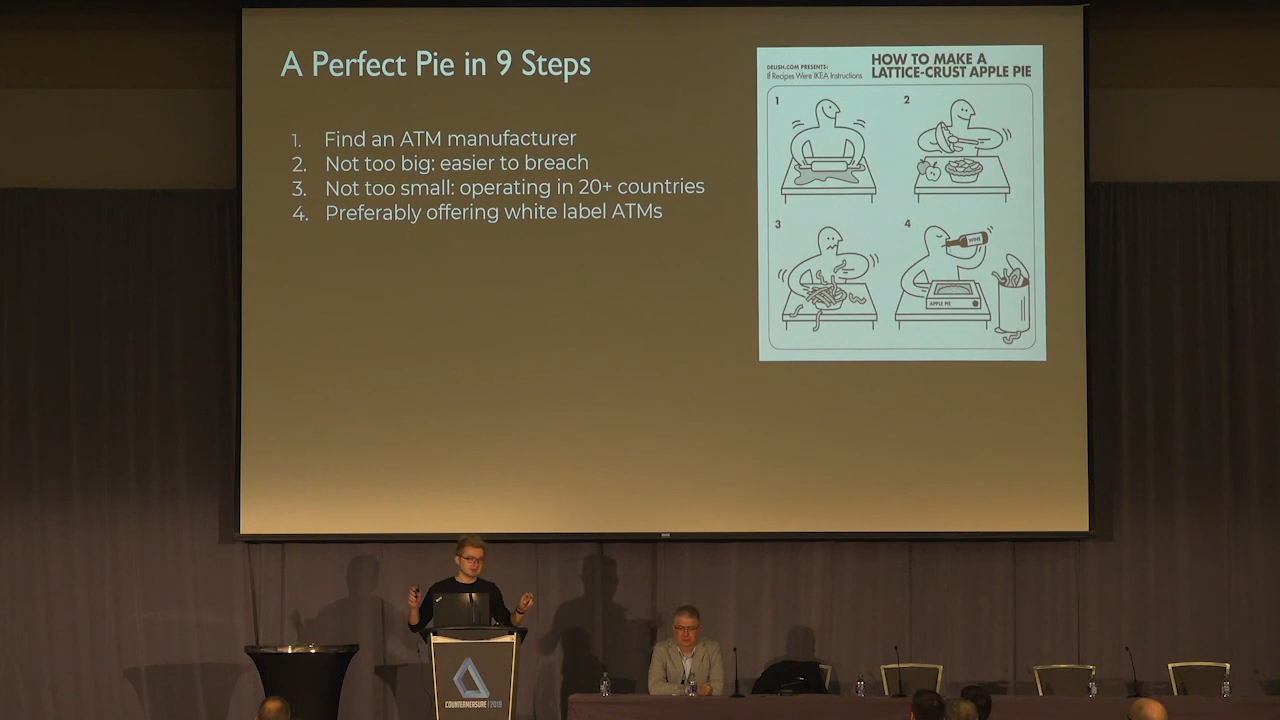 A Perfect Pie in 9 Steps
1. Find an ATM manufacturer
2. Not too big: easier to breach
3. Not too small: operating in 20+ countries
4. Preferably offering white label ATMs
DELISH.COM PRESENTS:
If Recipes Were IKEA Instructions
HOW TO MAKE A
LATTICE-CRUST APPLE PIE
1
2
3
4
WINE
APPLE PIE
COUNTERMEASURE | 2019